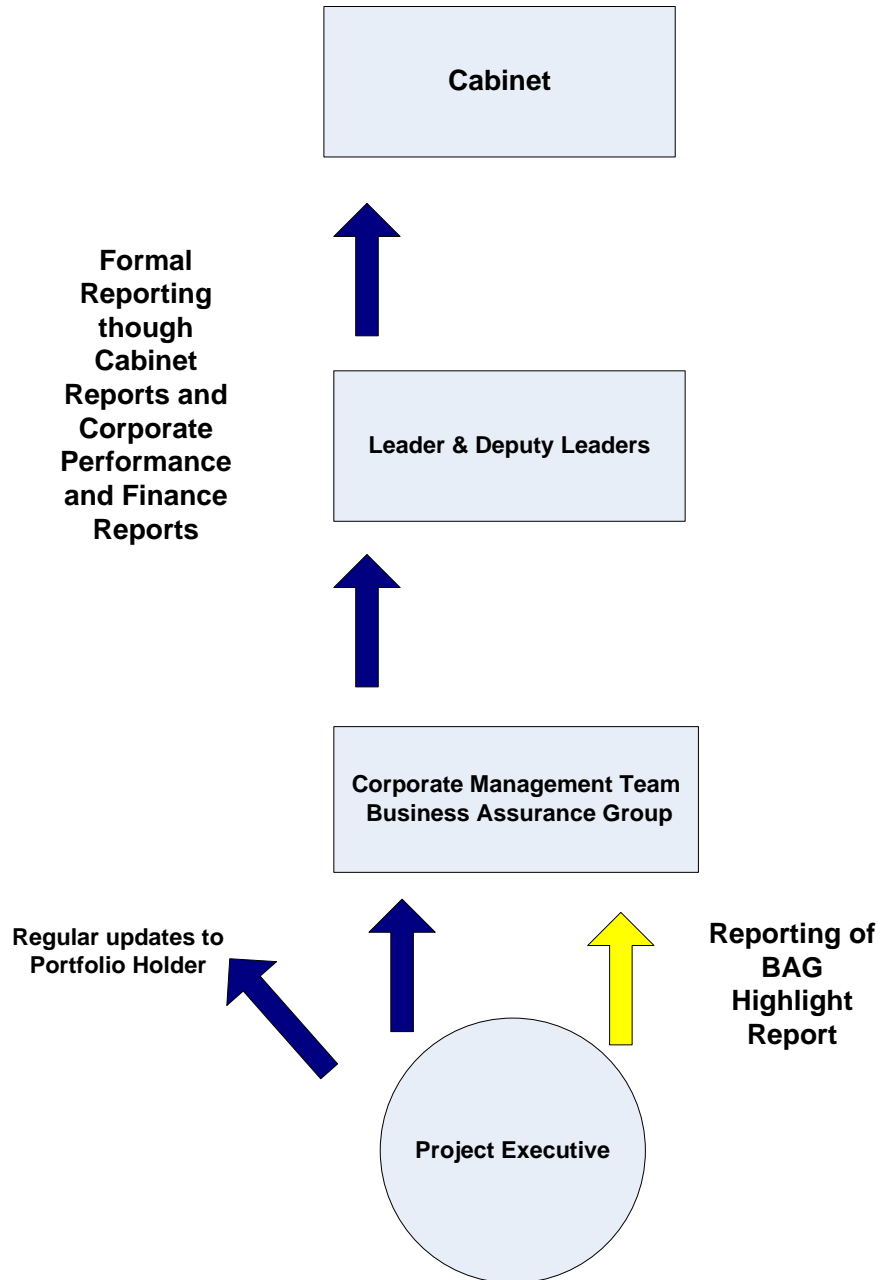 Cabinet
Formal
Reporting
though
Cabinet
Reports and
Corporate
Performance
and Finance
Reports
Leader & Deputy Leaders
Corporate Management Team
Business Assurance Group
Regular updates to
Portfolio Holder
Reporting of
BAG
Highlight
Report
Project Executive